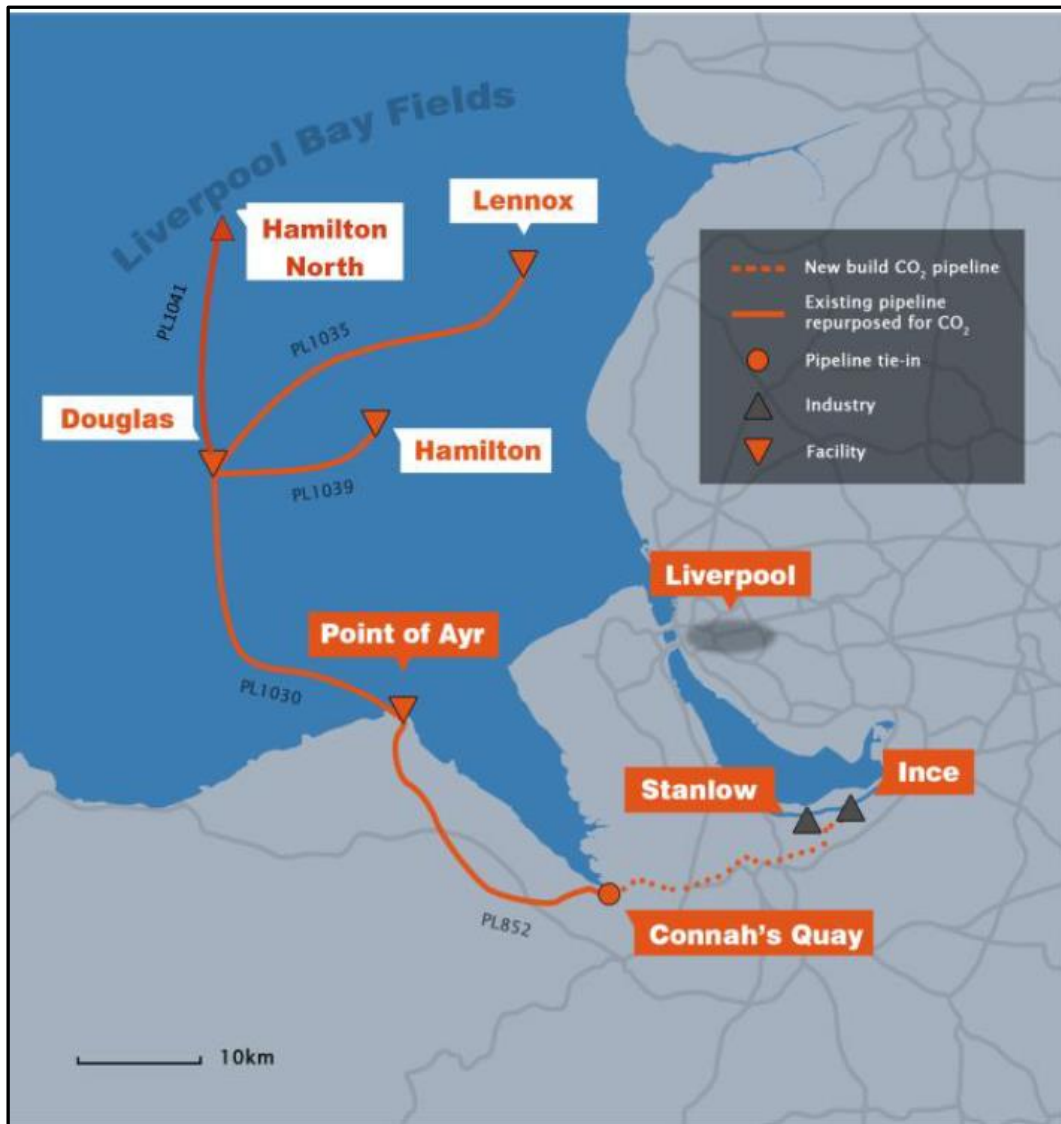 Liverpool Bay Fields
Lennox
Hamilton
North
PL1041
PL1035
Douglas
Hamilton
PL1039
New build CO₂ pipeline
Existing pipeline
repurposed for CO₂
Pipeline tie-in
Industry
Facility
Liverpool
Point of Ayr
PL1030
Stanlow
Ince
PL852
Connah's Quay
10km